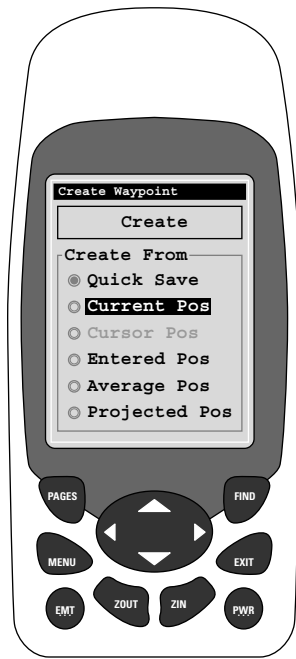 Create Waypoint
Create
Create From
Quick Save
Current Pos
Cursor Pos
Entered Pos
Average Pos
Projected Pos
PAGES
FIND
MENU
EXIT
EMT
ZOUT
ZIN
PWR